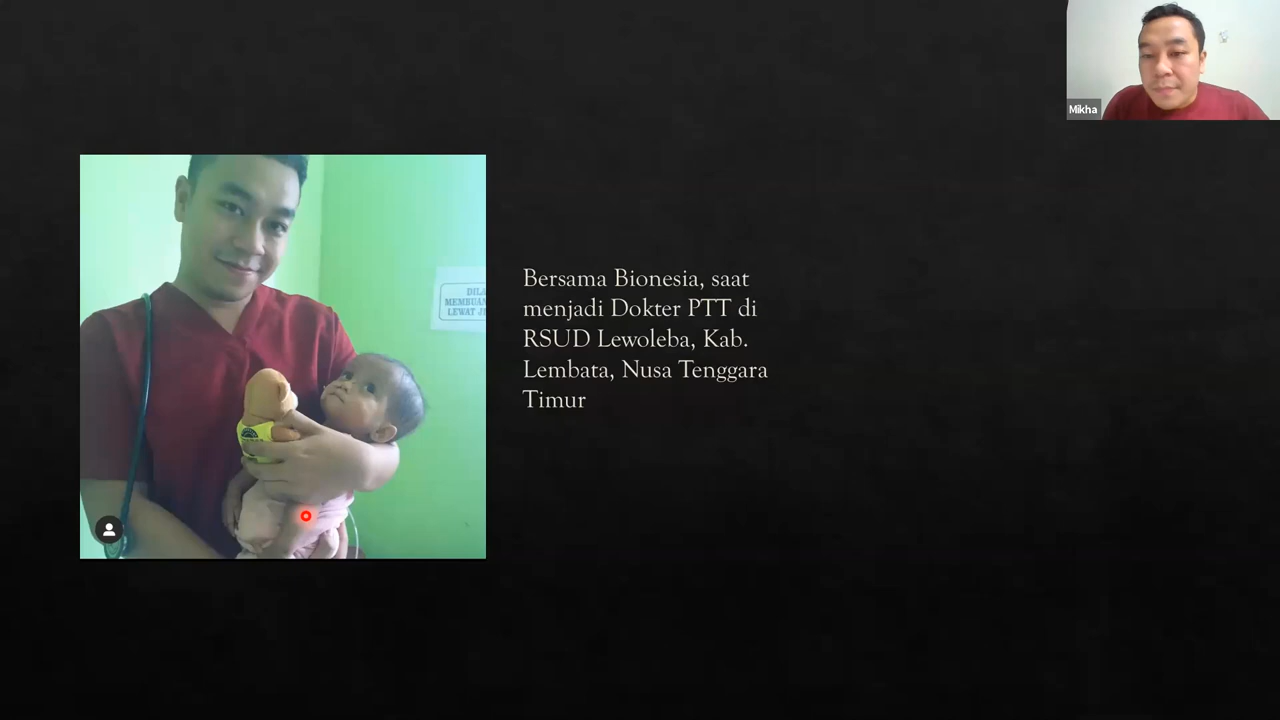 Mikha
Bersama Bionesia, saat
menjadi Dokter PTT di
RSUD Lewoleba, Kab.
Lembata, Nusa Tenggara
Timur